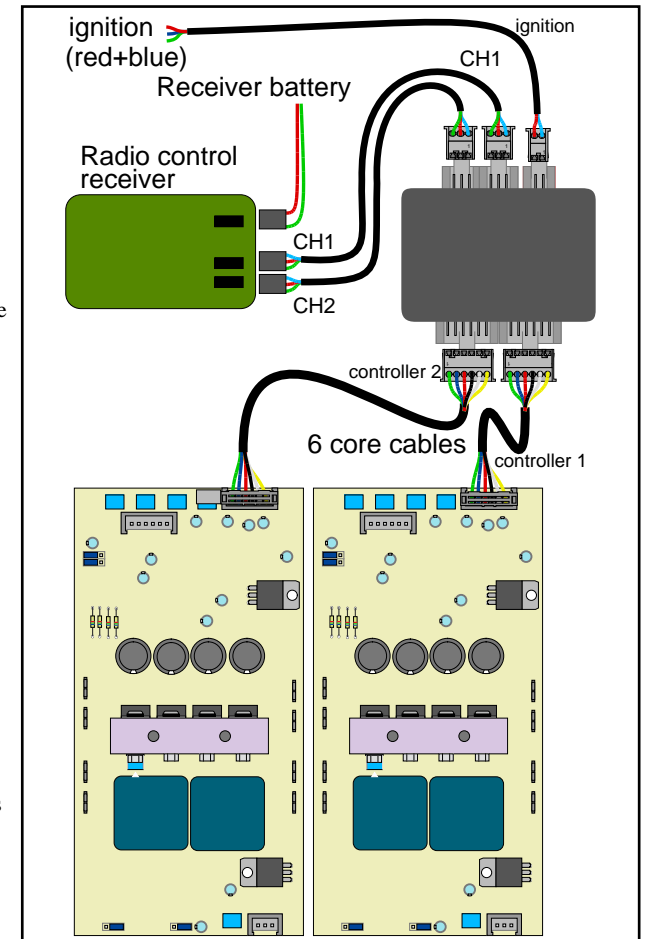 ignition
(red+blue)
ignition
CH1
Receiver battery
Radio control
receiver
CH1
CH2
e
controller 2
6 core cables
controller 1
s